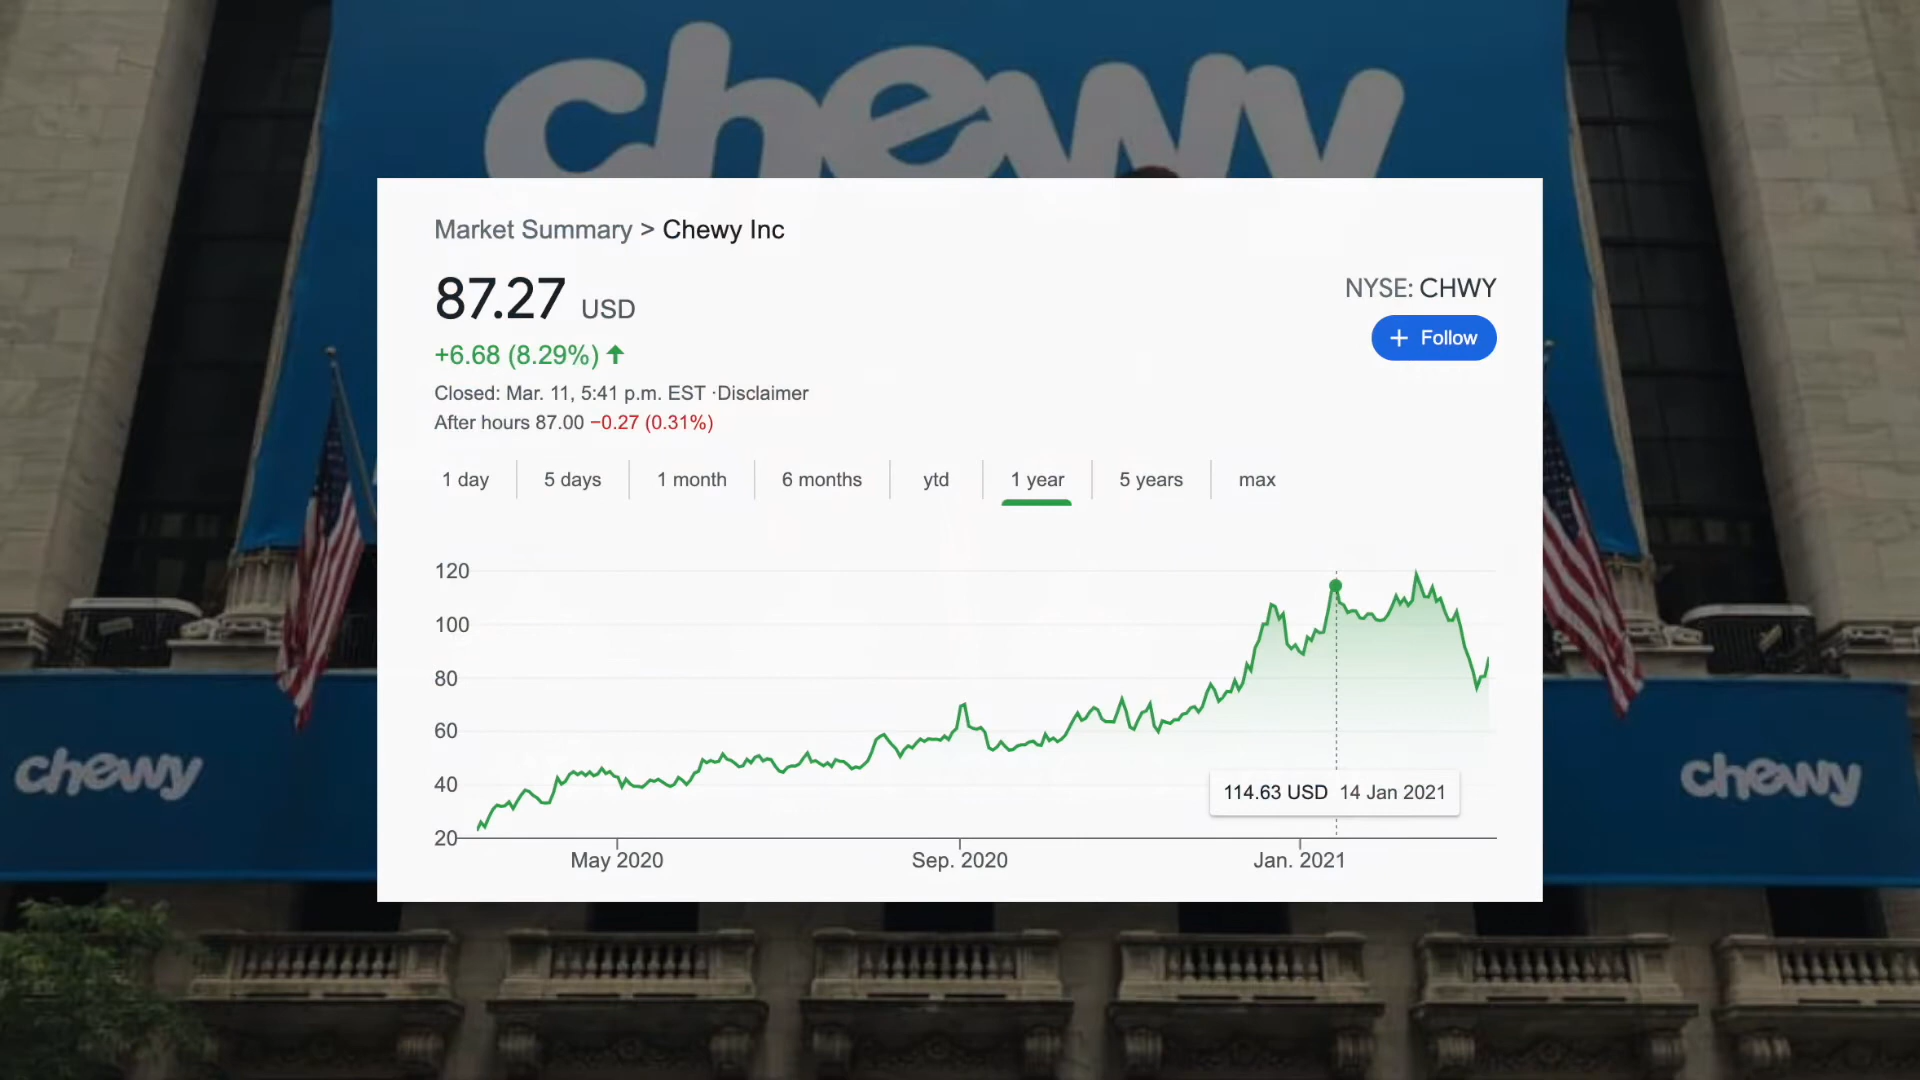 chewy
Market Summary > Chewy Inc
87.27 USD
NYSE: CHWY
+ Follow
+6.68 (8.29%)
Closed: Mar. 11, 5:41 p.m. EST ·Disclaimer
After hours 87.00 −0.27 (0.31%)
1 day 5 days 1 month 6 months ytd 1 year 5 years max
120
100
80
60
40
20
114.63 USD 14 Jan 2021
May 2020 Sep. 2020 Jan. 2021
chewy
chewy